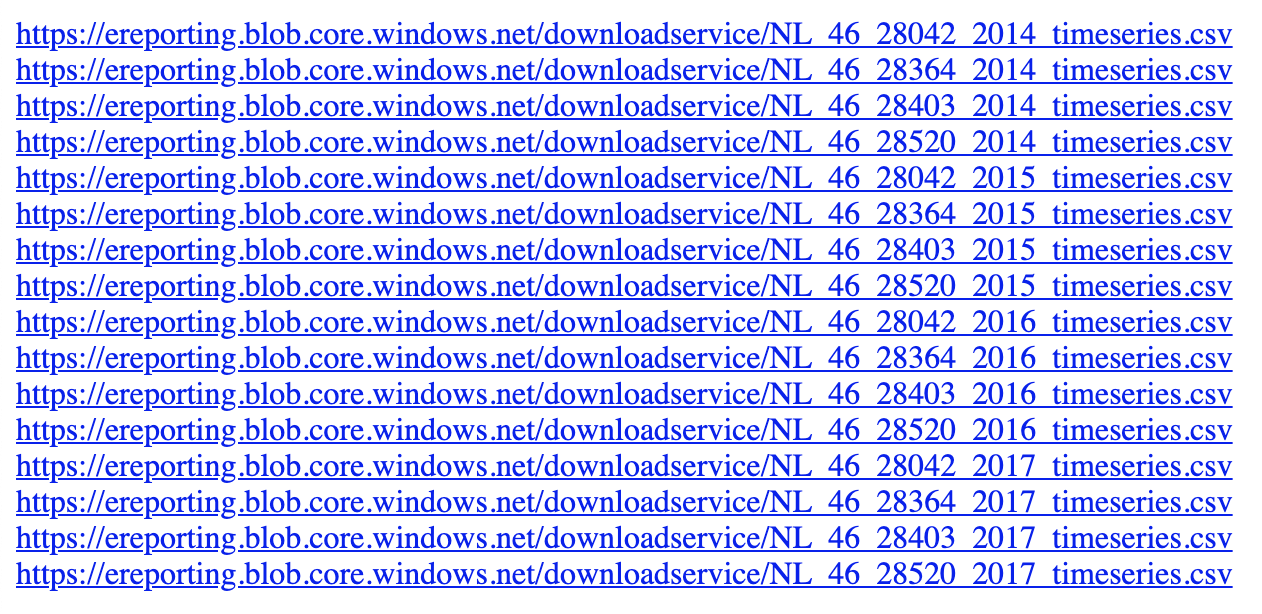 https://ereporting.blob.core.windows.net/downloadservice/NL_46_28042_2014_timeseries.csv
https://ereporting.blob.core.windows.net/downloadservice/NL_46_28364_2014_timeseries.csv
https://ereporting.blob.core.windows.net/downloadservice/NL_46_28403_2014_timeseries.csv
https://ereporting.blob.core.windows.net/downloadservice/NL_46_28520_2014_timeseries.csv
https://ereporting.blob.core.windows.net/downloadservice/NL_46_28042_2015_timeseries.csv
https://ereporting.blob.core.windows.net/downloadservice/NL_46_28364_2015_timeseries.csv
https://ereporting.blob.core.windows.net/downloadservice/NL_46_28403_2015_timeseries.csv
https://ereporting.blob.core.windows.net/downloadservice/NL_46_28520_2015_timeseries.csv
https://ereporting.blob.core.windows.net/downloadservice/NL_46_28042_2016_timeseries.csv
https://ereporting.blob.core.windows.net/downloadservice/NL_46_28364_2016_timeseries.csv
https://ereporting.blob.core.windows.net/downloadservice/NL_46_28403_2016_timeseries.csv
https://ereporting.blob.core.windows.net/downloadservice/NL_46_28520_2016_timeseries.csv
https://ereporting.blob.core.windows.net/downloadservice/NL_46_28042_2017_timeseries.csv
https://ereporting.blob.core.windows.net/downloadservice/NL_46_28364_2017_timeseries.csv
https://ereporting.blob.core.windows.net/downloadservice/NL_46_28403_2017_timeseries.csv
https://ereporting.blob.core.windows.net/downloadservice/NL_46_28520_2017_timeseries.csv